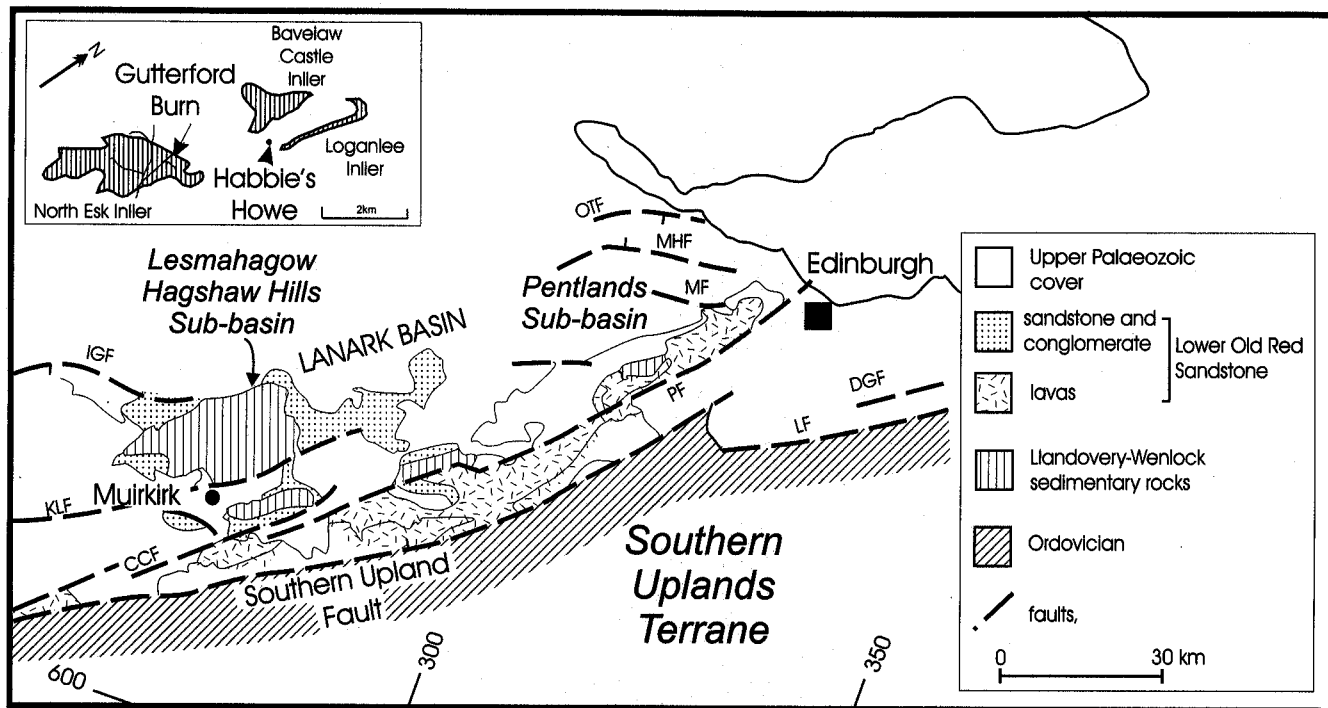 N
Bavelaw
Castle
Inlier
Gutterford
Burn
Loganlee
Inlier
Habbie's
Howe
North Esk Inlier
2km
OTF
MHF
MF
Edinburgh
Lesmahagow
Hagshaw Hills
Sub-basin
Pentlands
Sub-basin
LANARK BASIN
IGF
PF
DGF
LF
Muirkirk
KLF
CCF
Southern Upland
Fault
Southern
Uplands
Terrane
600
300
350
Upper Palaeozoic
cover
sandstone and
conglomerate
Lower Old Red
Sandstone
lavas
Llandovery-Wenlock
sedimentary rocks
Ordovician
faults,
0 30 km